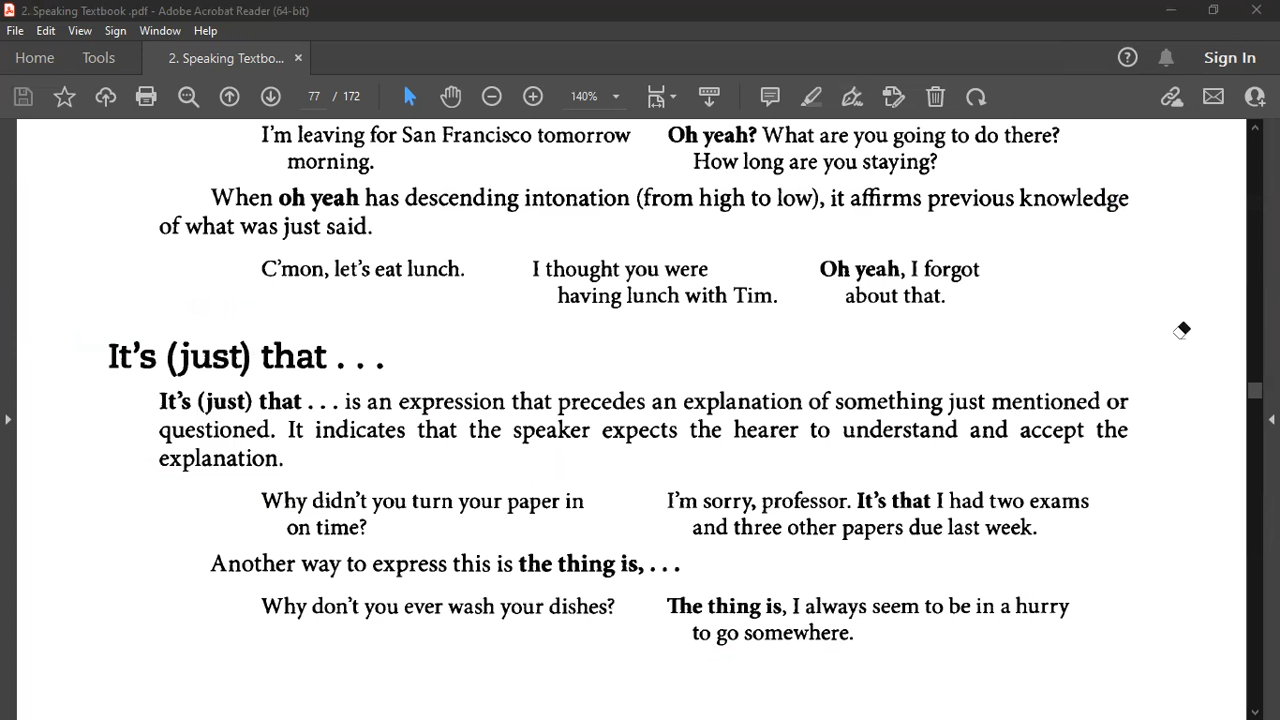 2. Speaking Textbook .pdf - Adobe Acrobat Reader (64-bit)
File Edit View Sign Window Help
Home Tools 2. Speaking Textbo... × Sign In
77 / 172 140%
I'm leaving for San Francisco tomorrow
morning.
Oh yeah? What are you going to do there?
How long are you staying?
When oh yeah has descending intonation (from high to low), it affirms previous knowledge
of what was just said.
C'mon, let's eat lunch.
I thought you were
having lunch with Tim.
Oh yeah, I forgot
about that.
It's (just) that . . .
It's (just) that . . . is an expression that precedes an explanation of something just mentioned or
questioned. It indicates that the speaker expects the hearer to understand and accept the
explanation.
Why didn't you turn your paper in
on time?
I'm sorry, professor. It's that I had two exams
and three other papers due last week.
Another way to express this is the thing is, . . .
Why don't you ever wash your dishes?
The thing is, I always seem to be in a hurry
to go somewhere.